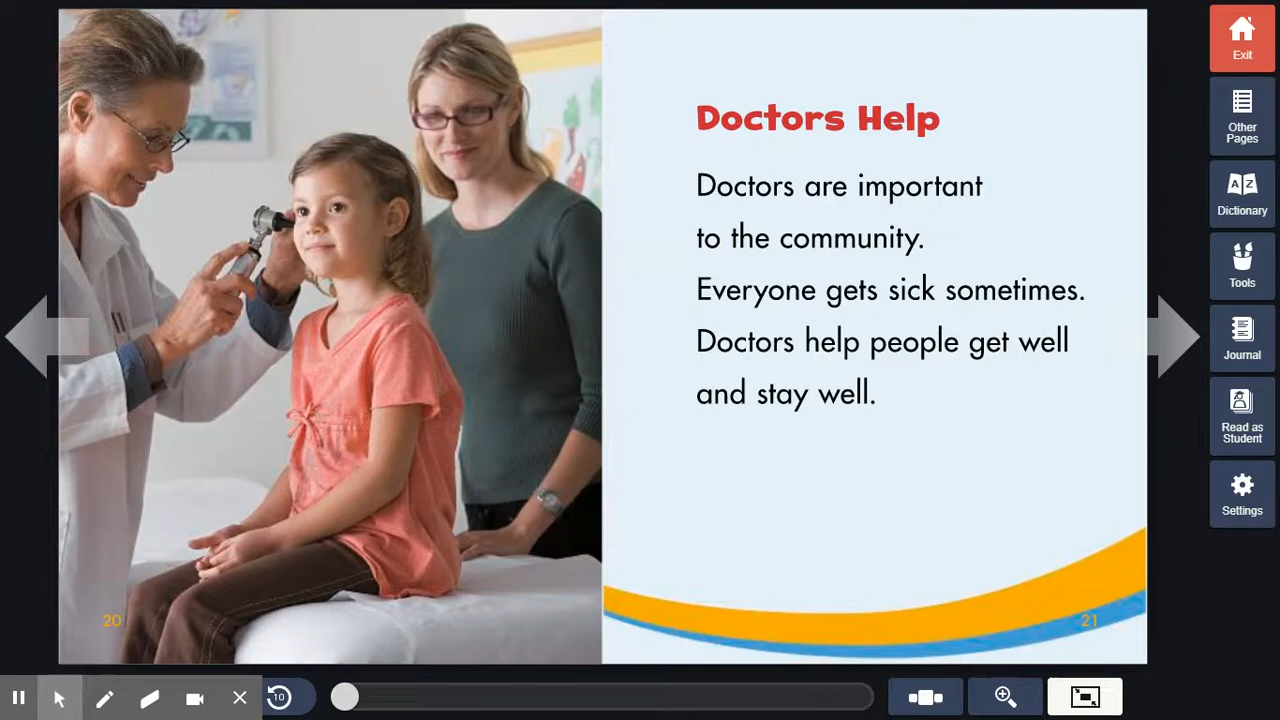 Doctors Help
Doctors are important
to the community.
Everyone gets sick sometimes.
Doctors help people get well
and stay well.
20
21
Exit
Other
Pages
A Z
Dictionary
Tools
Journal
Read as
Student
Settings
10